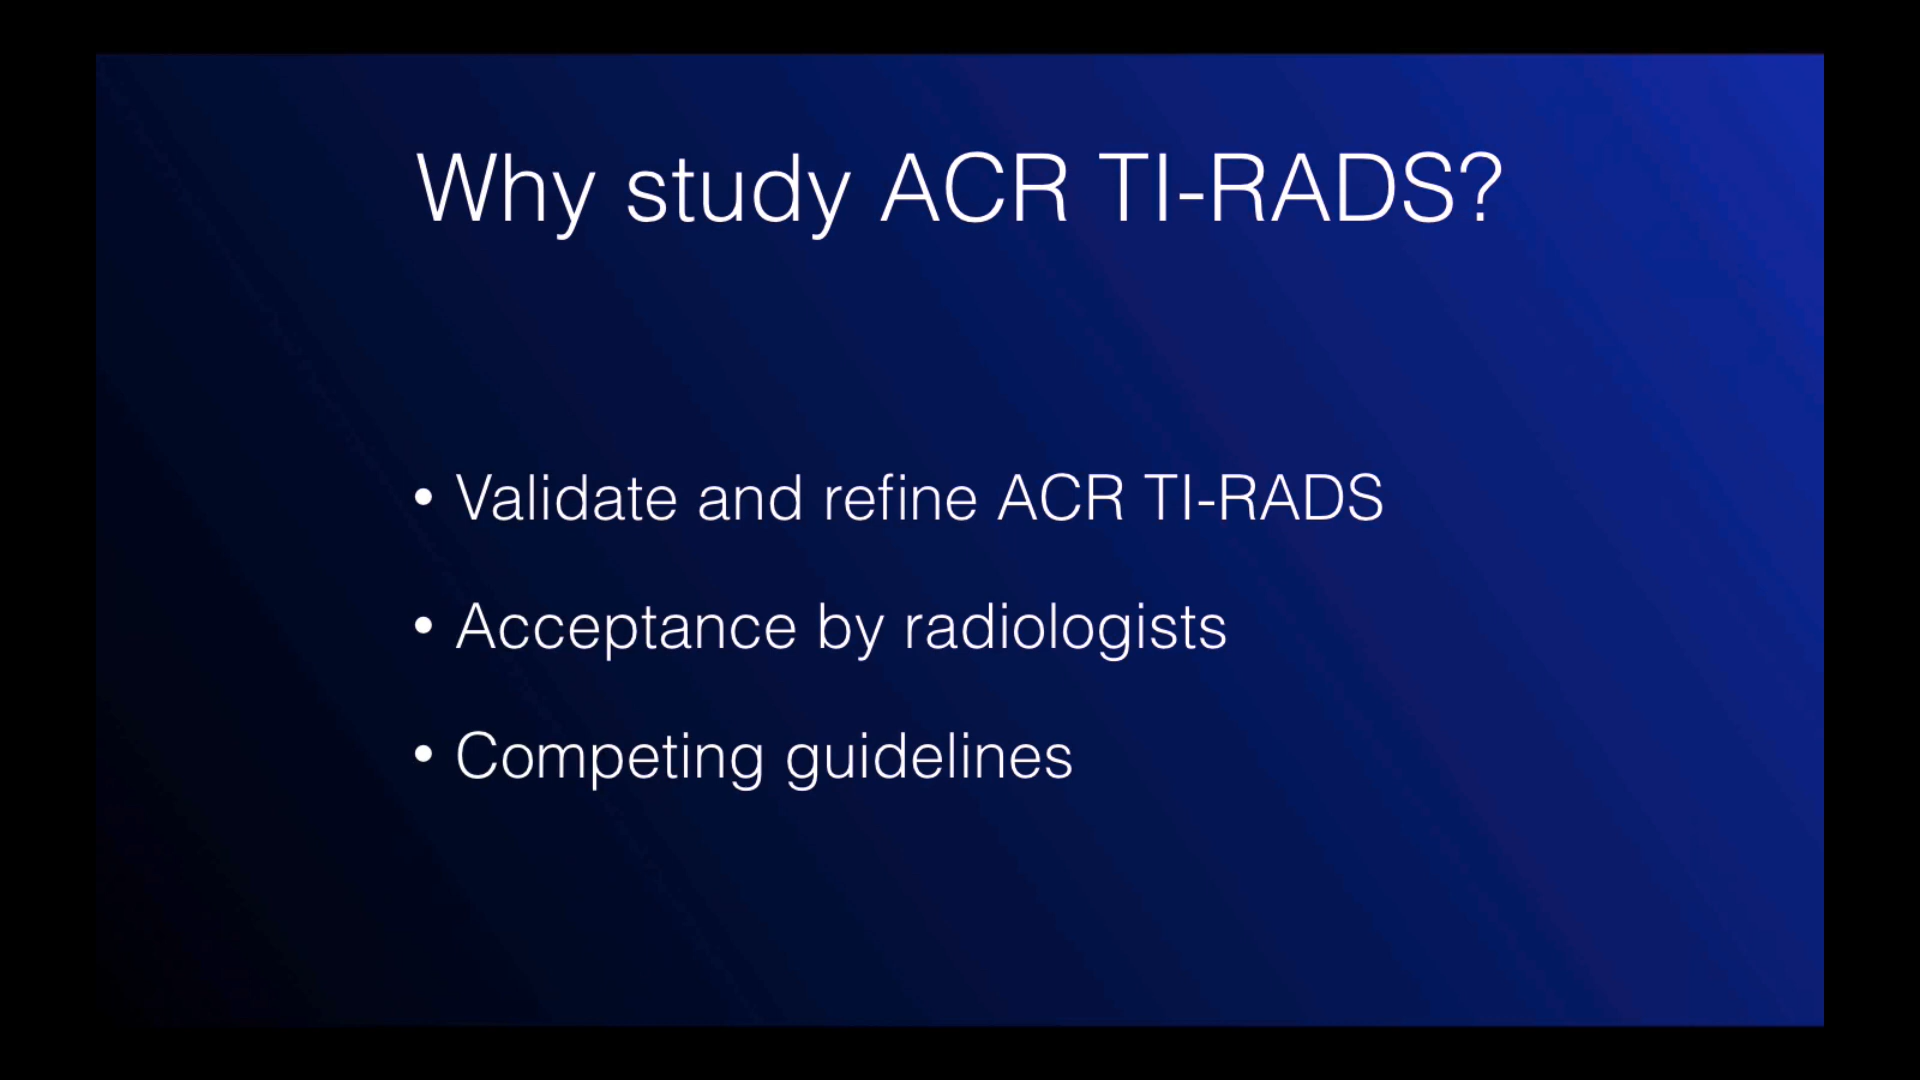 Why study ACR TI-RADS?
• Validate and refine ACR TI-RADS
• Acceptance by radiologists
• Competing guidelines